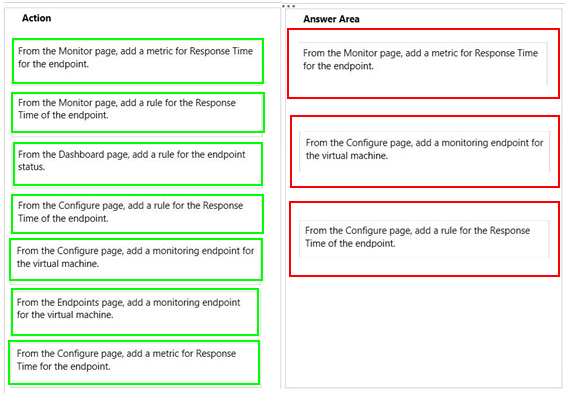 Action
From the Monitor page, add a metric for Response Time
for the endpoint.
From the Monitor page, add a rule for the Response
Time of the endpoint.
From the Dashboard page, add a rule for the endpoint
status.
From the Configure page, add a rule for the Response
Time of the endpoint.
From the Configure page, add a monitoring endpoint for
the virtual machine.
From the Endpoints page, add a monitoring endpoint
for the virtual machine.
From the Configure page, add a metric for Response
Time for the endpoint.
Answer Area
From the Monitor page, add a metric for Response Time
for the endpoint.
From the Configure page, add a monitoring endpoint for
the virtual machine.
From the Configure page, add a rule for the Response
Time of the endpoint.